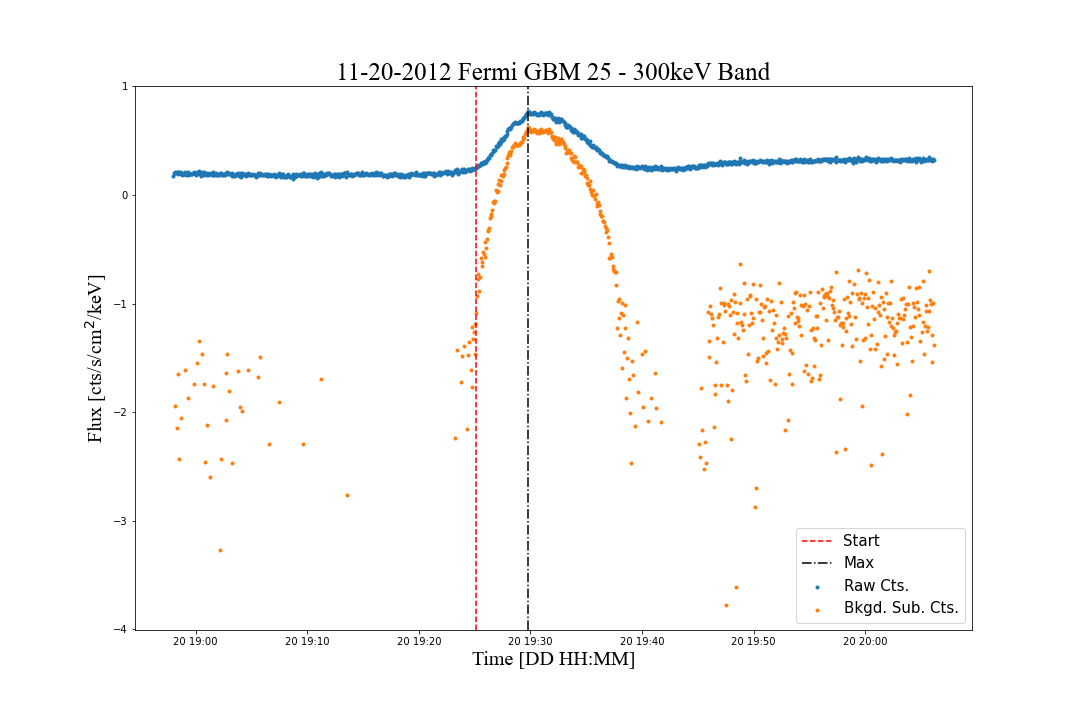 11-20-2012 Fermi GBM 25 - 300keV Band
1
0
−1
−2
−3
−4
Flux [cts/s/cm²/keV]
20 19:00 20 19:10 20 19:20 20 19:30 20 19:40 20 19:50 20 20:00
Time [DD HH:MM]
Start
Max
Raw Cts.
Bkgd. Sub. Cts.